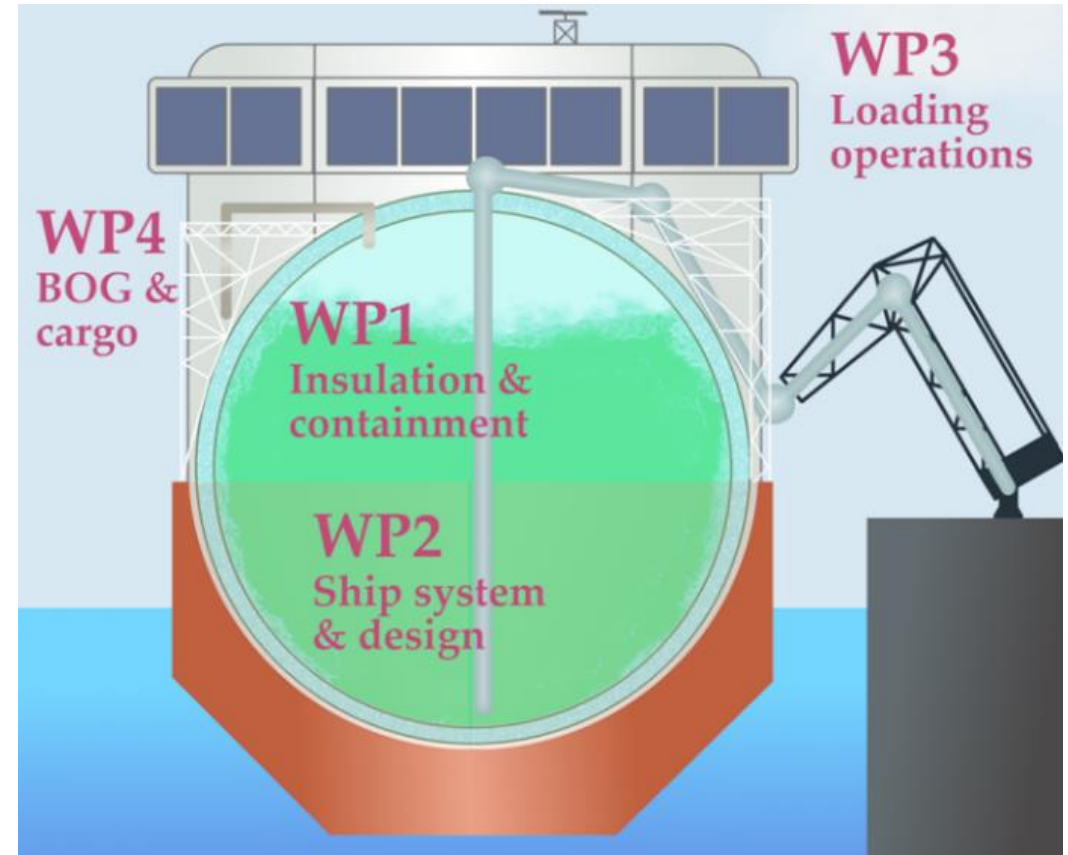 WP3
Loading
operations
WP4
BOG &
cargo
WP1
Insulation &
containment
WP2
Ship system
& design